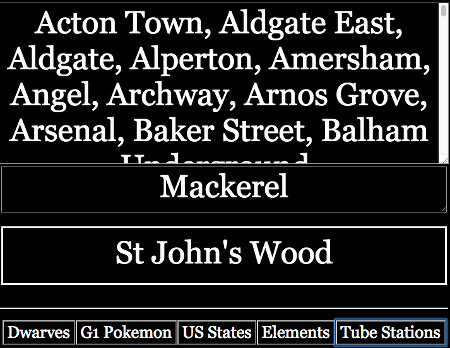 Acton Town, Aldgate East,
Aldgate, Alperton, Amersham,
Angel, Archway, Arnos Grove,
Arsenal, Baker Street, Balham
Underground,
Mackerel
St John's Wood
Dwarves G1 Pokemon US States Elements Tube Stations